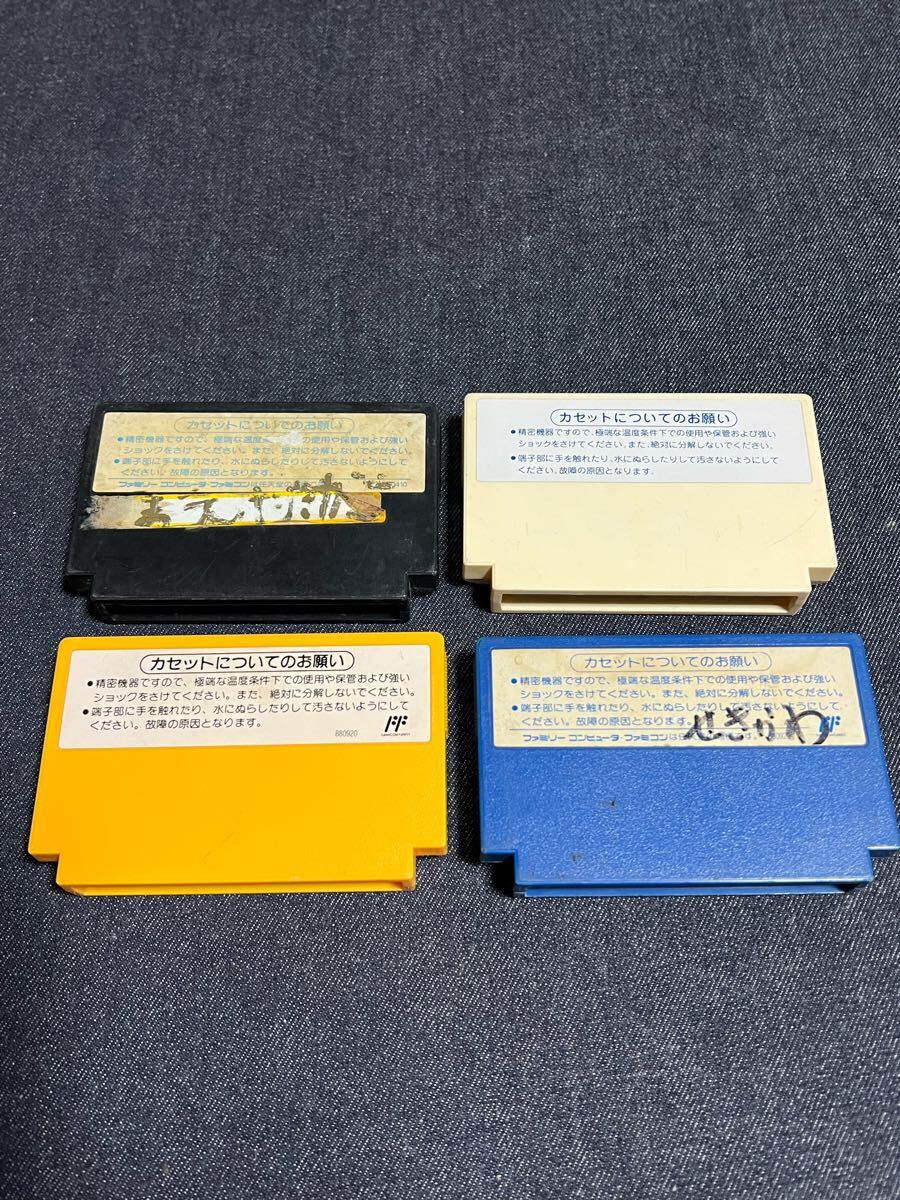 カセットについてのお願い
●精密機器ですので、極端な温度 の使用や保管および強い
ショックをさけてください。また、絶対に分解しないでください。
●端子部に手を触れたり、水にぬらしたりして汚さないようにして
ください。故障の原因となります。
ファミリー コンピュータ・ファミコンは任天堂の
カセットについてのお願い
●精密機器ですので、極端な温度条件下での使用や保管および強い
ショックをさけてください。また、絶対に分解しないでください。
●端子部に手を触れたり、水にぬらしたりして汚さないようにして
ください。故障の原因となります。
カセットについてのお願い
●精密機器ですので、極端な温度条件下での使用や保管および強い
ショックをさけてください。また、絶対に分解しないでください。
●端子部に手を触れたり、水にぬらしたりして汚さないようにして
ください。故障の原因となります。
880920
カセットについてのお願い
●精密機器ですので、極端な温度条件下での使用や保管および強い
ショックをさけてください。また、絶対に分解しないでください。
●端子部に手を触れたり、水にぬらしたりして汚さないようにして
ください。故障の原因となります。
ファミリー コンピュータ・ファミコンは
せきかわ